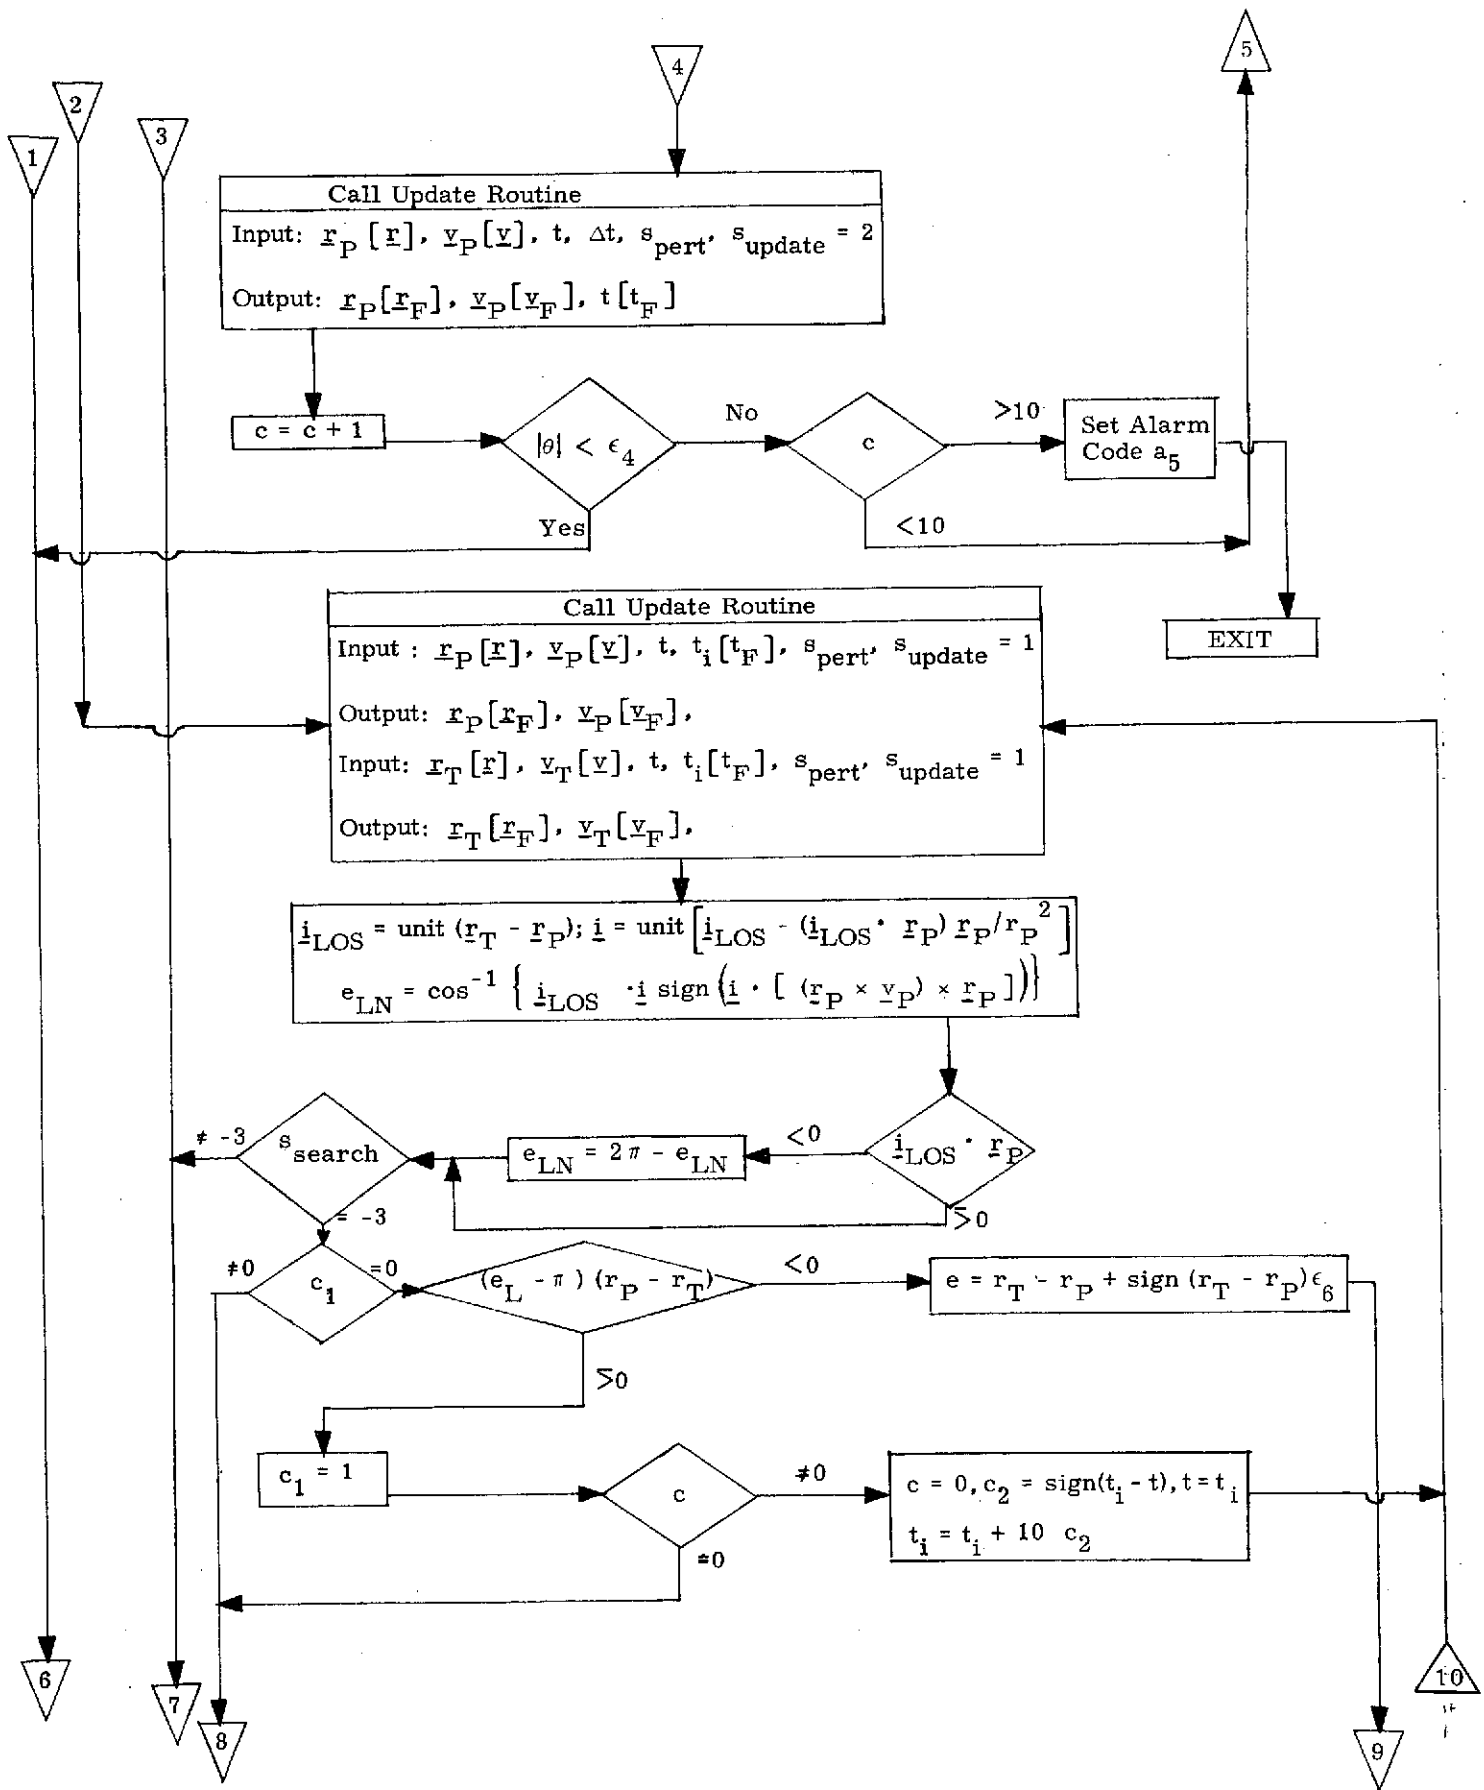 5
4
2
3
1
Call Update Routine
Input: r_P [r], v_P[v], t, Δt, s_pert, s_update = 2
Output: r_P[r_F], v_P[v_F], t[t_F]
c = c + 1
|θ| < ϵ_4
No
c
>10
Set Alarm
Code a_5
Yes
<10
EXIT
Call Update Routine
Input : r_P[r], v_P[v], t, t_i[t_F], s_pert, s_update = 1
Output: r_P[r_F], v_P[v_F],
Input: r_T[r], v_T[v], t, t_i[t_F], s_pert, s_update = 1
Output: r_T[r_F], v_T[v_F],
i_LOS = unit (r_T - r_P); i = unit [i_LOS - (i_LOS · r_P) r_P/r_P^2]
e_LN = cos^-1 { i_LOS · i sign (i · [ (r_P × v_P) × r_P ])}
≠ -3
s_search
e_LN = 2π - e_LN
<0
i_LOS · r_P
≥0
= -3
≠0
c_1
=0
(e_L - π) (r_P - r_T)
<0
e = r_T - r_P + sign (r_T - r_P)ϵ_6
≥0
c_1 = 1
c
≠0
c = 0, c_2 = sign(t_i - t), t = t_i
t_i = t_i + 10 c_2
=0
6
7
8
9
10